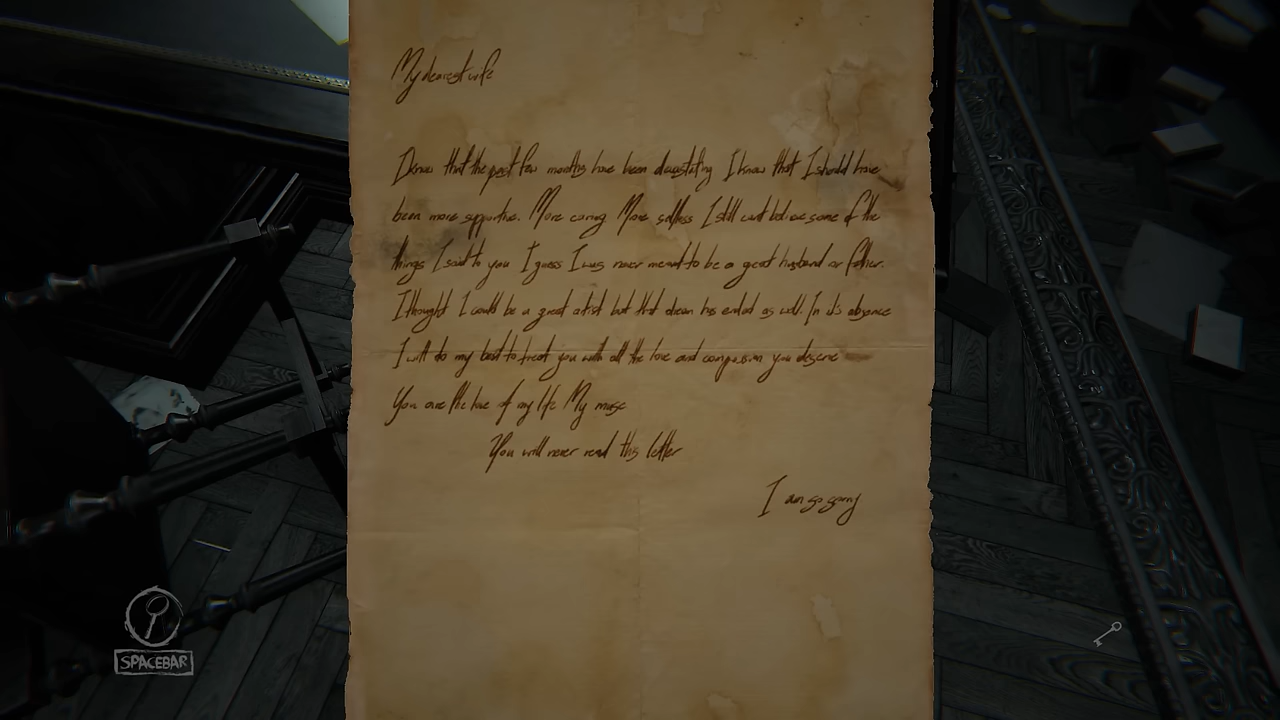 My dearest wife
I know that the past few months have been devastating I know that I should have
been more supportive. More caring More selfless I still can't believe some of the
things I said to you I guess I was never meant to be a great husband or father.
I thought I could be a great artist but that dream has ended as well. In its absence
I will do my best to treat you with all the love and compassion you deserve
You are the love of my life My muse
You will never read this letter
I am so sorry
SPACEBAR